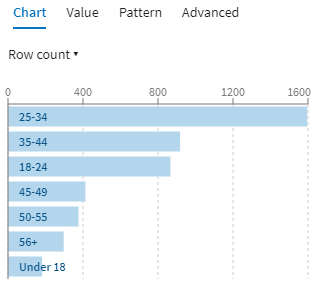 Chart Value Pattern Advanced
Row count ▾
0 400 800 1200 1600
25-34
35-44
18-24
45-49
50-55
56+
Under 18